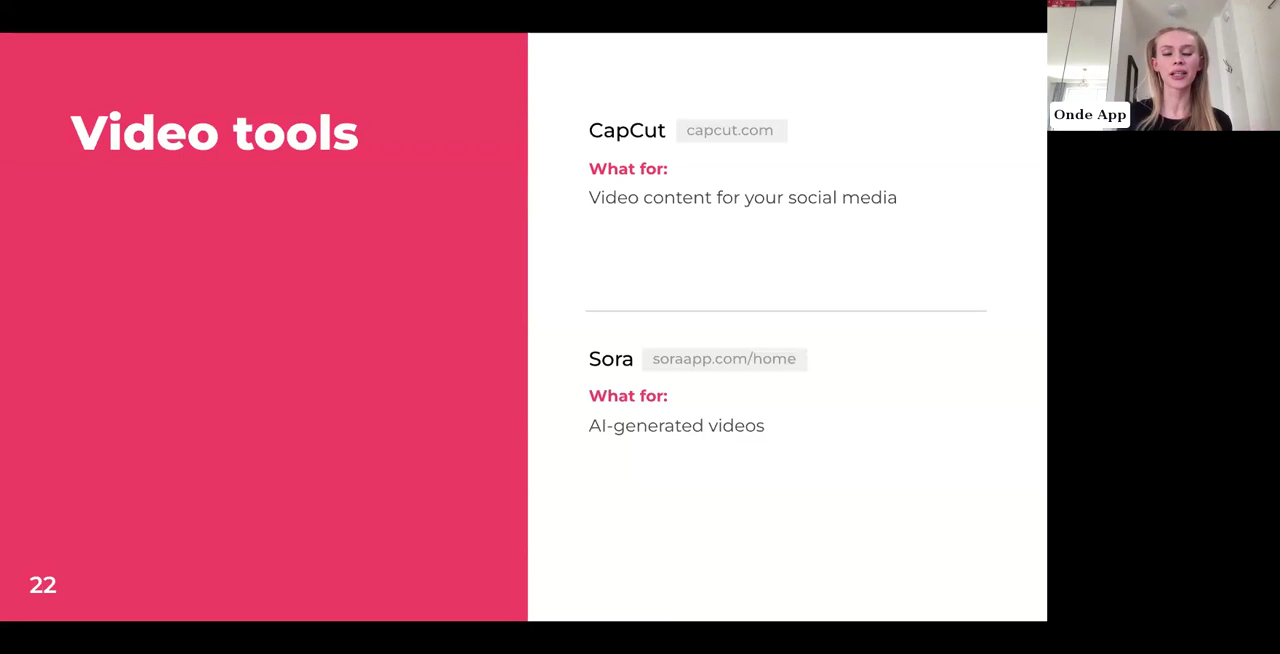 Video tools
CapCut capcut.com
What for:
Video content for your social media
Sora soraapp.com/home
What for:
AI-generated videos
22
Onde App